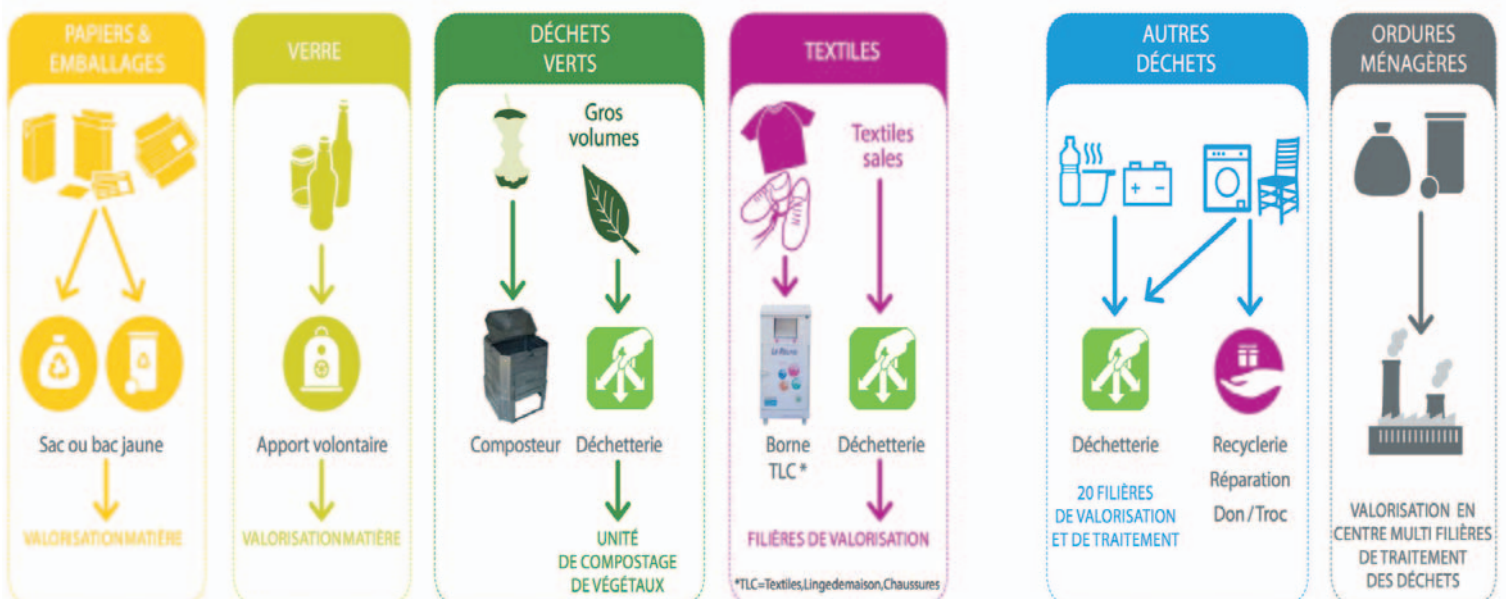 PAPIERS &
EMBALLAGES
Sac ou bac jaune
VALORISATION MATIÈRE
VERRE
Apport volontaire
VALORISATION MATIÈRE
DÉCHETS
VERTS
Gros
volumes
Composteur
Déchetterie
UNITÉ
DE COMPOSTAGE
DE VÉGÉTAUX
TEXTILES
Textiles
sales
Borne
TLC *
Déchetterie
FILIÈRES DE VALORISATION
*TLC=Textiles,Lingedemaison,Chaussures
AUTRES
DÉCHETS
Déchetterie
20 FILIÈRES
DE VALORISATION
ET DE TRAITEMENT
Recyclerie
Réparation
Don / Troc
ORDURES
MÉNAGÈRES
VALORISATION EN
CENTRE MULTI FILIÈRES
DE TRAITEMENT
DES DÉCHETS